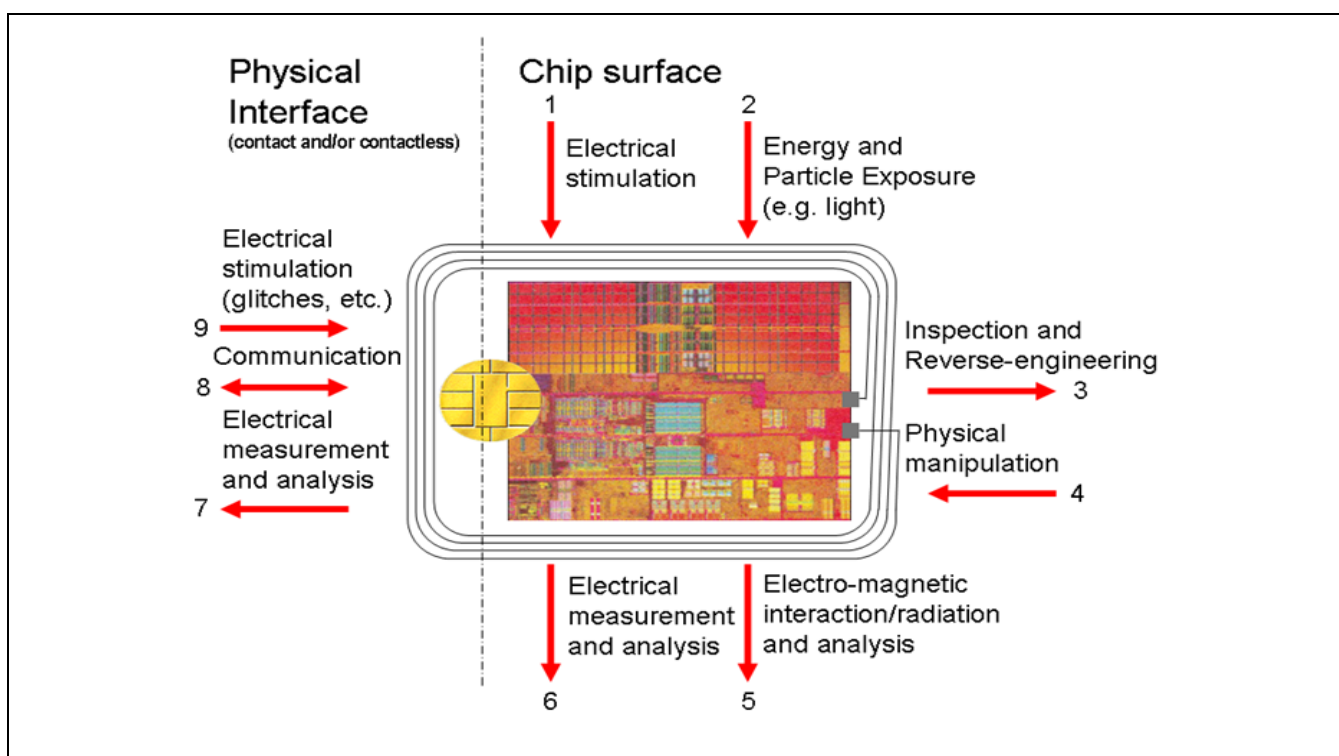 Physical
Interface
(contact and/or contactless)
Chip surface
1
Electrical
stimulation
2
Energy and
Particle Exposure
(e.g. light)
Electrical
stimulation
(glitches, etc.)
9
Communication
8
Electrical
measurement
and analysis
7
Inspection and
Reverse-engineering
3
Physical
manipulation
4
Electrical
measurement
and analysis
6
Electro-magnetic
interaction/radiation
and analysis
5